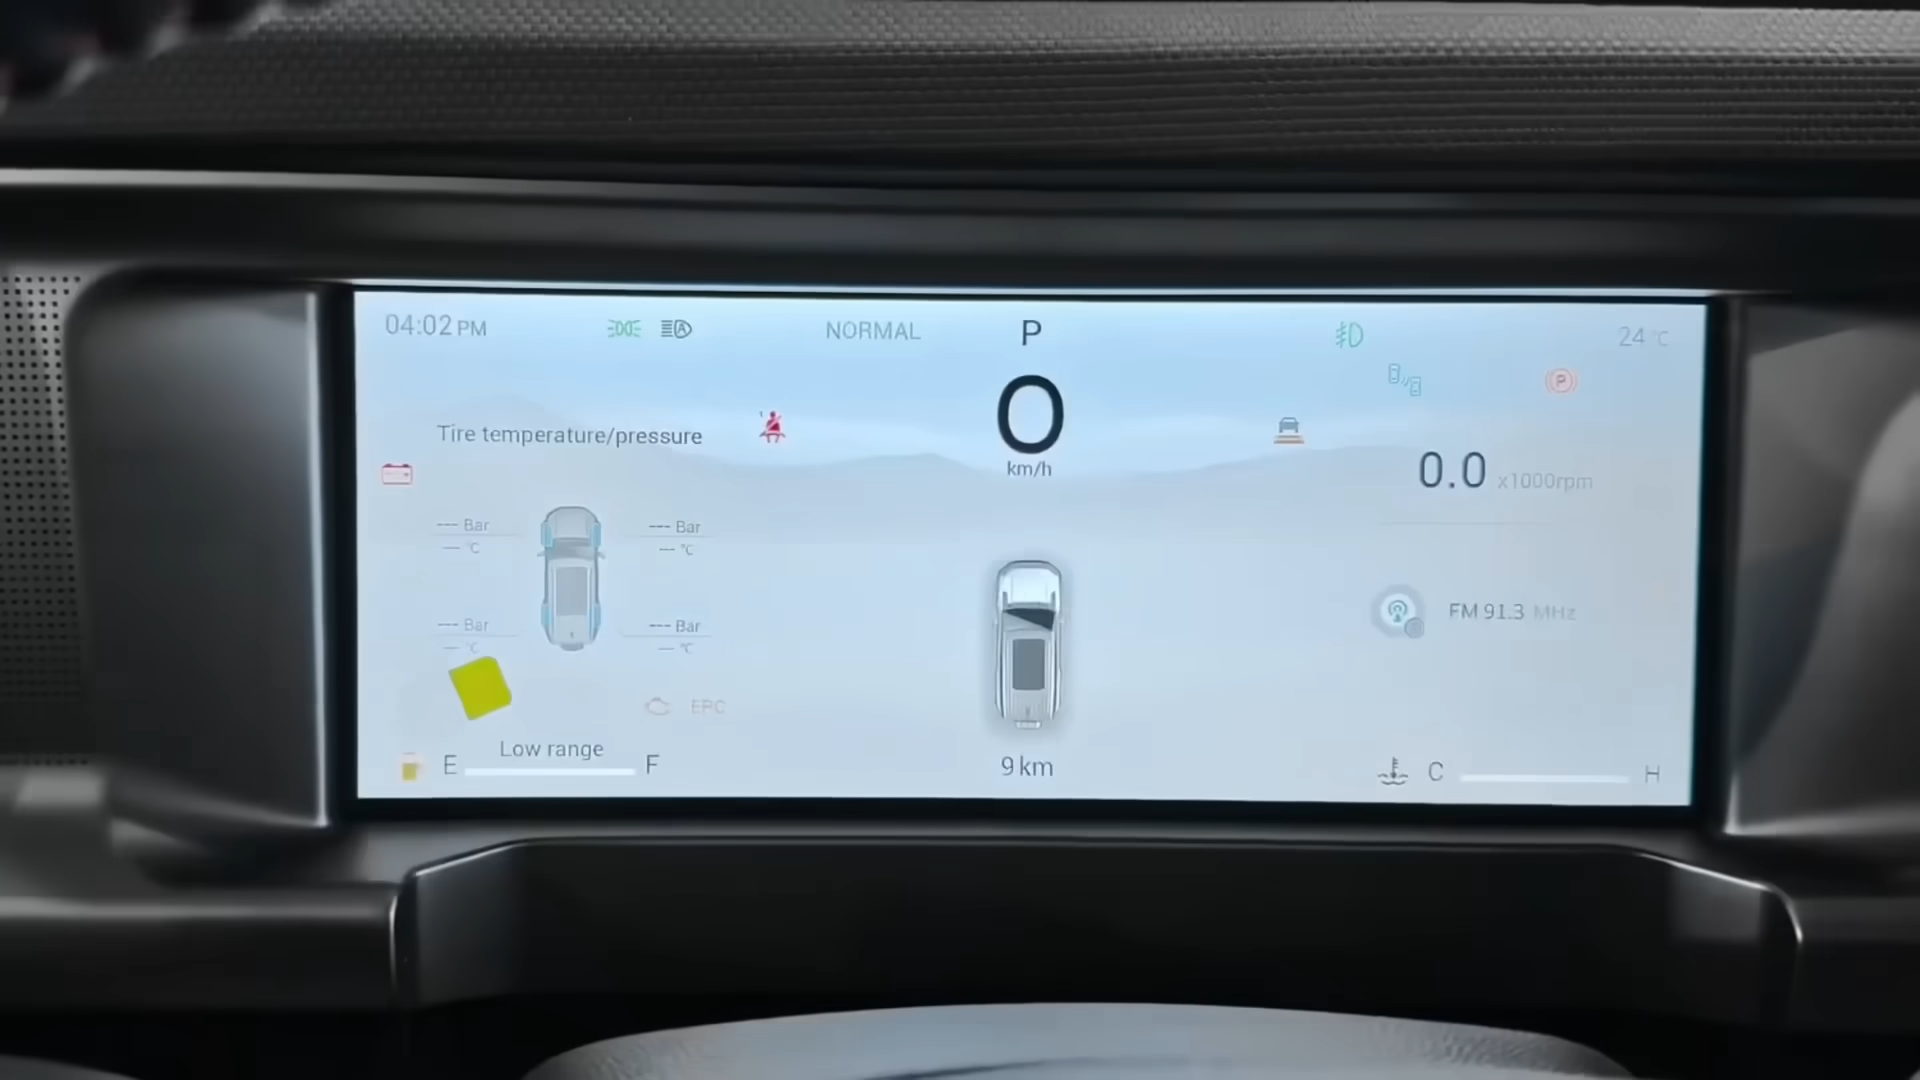 04:02 PM
NORMAL
P
24 °C
0
km/h
Tire temperature/pressure
0.0 x1000rpm
--- Bar
--- °C
--- Bar
--- °C
--- Bar
--- °C
--- Bar
--- °C
FM 91.3 MHz
EPC
Low range
E F
9 km
C H